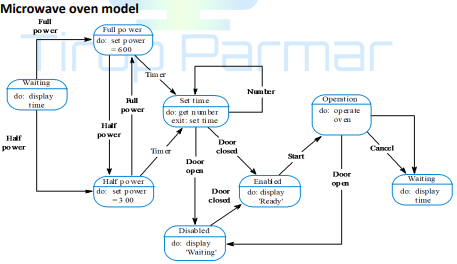 Microwave oven model
Tirup Parmar
Full
power
Full power
do: set power
= 600
Timer
Waiting
do: display
time
Number
Full
power
Set time
do: get number
exit: set time
Operation
do: operate
oven
Half
power
Half
power
Timer
Door
closed
Start
Cancel
Door
open
Half power
do: set power
= 300
Door
closed
Enabled
do: display
'Ready'
Door
open
Waiting
do: display
time
Disabled
do: display
'Waiting'